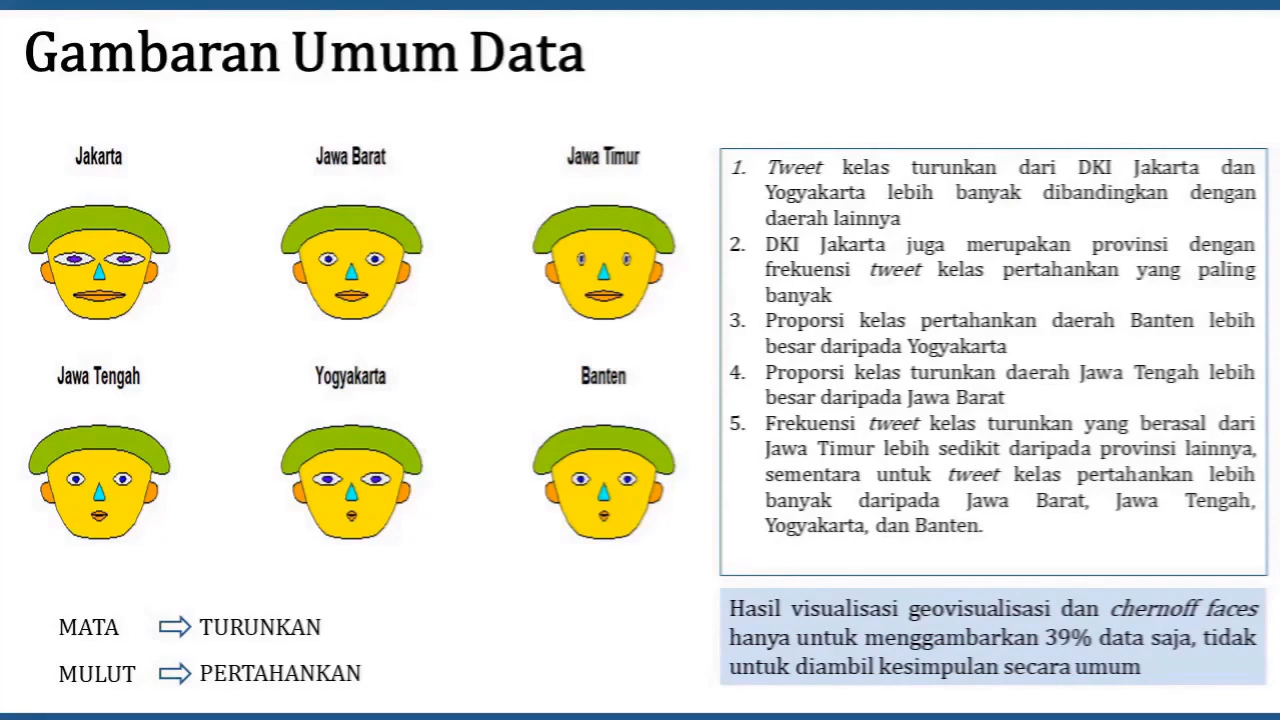 Gambaran Umum Data
Jakarta
Jawa Barat
Jawa Timur
Jawa Tengah
Yogyakarta
Banten
MATA TURUNKAN
MULUT PERTAHANKAN
1. Tweet kelas turunkan dari DKI Jakarta dan
Yogyakarta lebih banyak dibandingkan dengan
daerah lainnya
2. DKI Jakarta juga merupakan provinsi dengan
frekuensi tweet kelas pertahankan yang paling
banyak
3. Proporsi kelas pertahankan daerah Banten lebih
besar daripada Yogyakarta
4. Proporsi kelas turunkan daerah Jawa Tengah lebih
besar daripada Jawa Barat
5. Frekuensi tweet kelas turunkan yang berasal dari
Jawa Timur lebih sedikit daripada provinsi lainnya,
sementara untuk tweet kelas pertahankan lebih
banyak daripada Jawa Barat, Jawa Tengah,
Yogyakarta, dan Banten.
Hasil visualisasi geovisualisasi dan chernoff faces
hanya untuk menggambarkan 39% data saja, tidak
untuk diambil kesimpulan secara umum